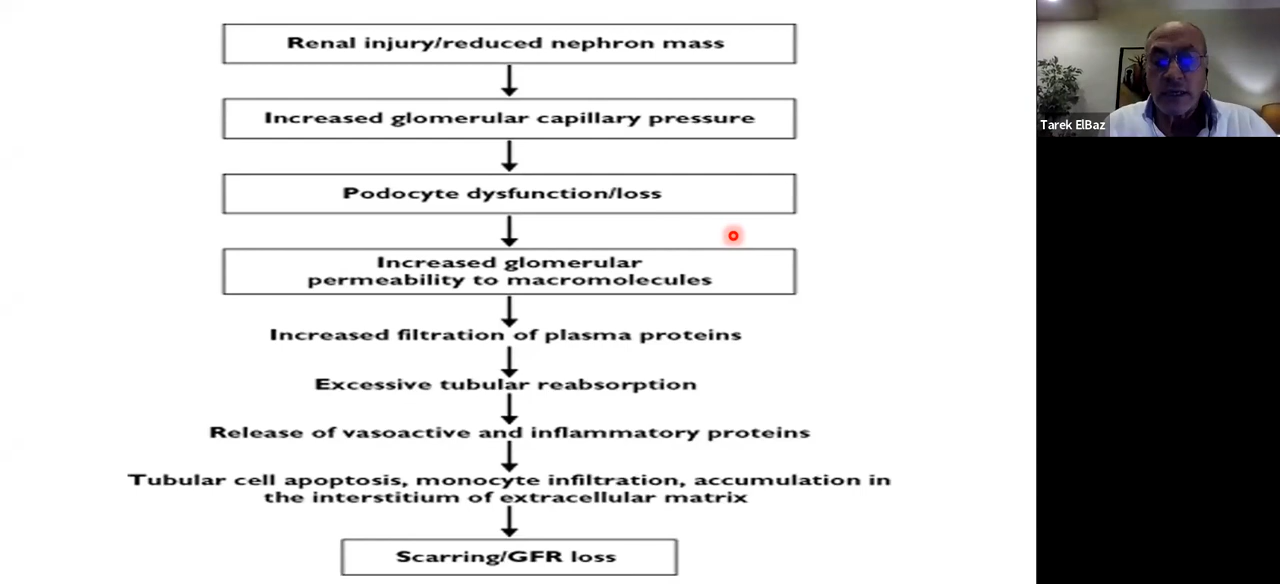 Renal injury/reduced nephron mass
Increased glomerular capillary pressure
Podocyte dysfunction/loss
Increased glomerular
permeability to macromolecules
Increased filtration of plasma proteins
Excessive tubular reabsorption
Release of vasoactive and inflammatory proteins
Tubular cell apoptosis, monocyte infiltration, accumulation in
the interstitium of extracellular matrix
Scarring/GFR loss
Tarek ElBaz